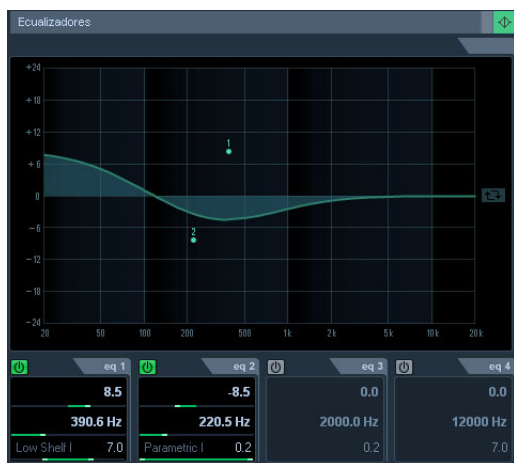 Ecualizadores
+24
+18
+12
+6
0
-6
-12
-18
-24
1
2
20 50 100 200 500 1k 2k 5k 10k 20k
eq 1 eq 2 eq 3 eq 4
8.5 -8.5 0.0 0.0
390.6 Hz 220.5 Hz 2000.0 Hz 12000 Hz
Low Shelf I 7.0 Parametric I 0.2 0.2 7.0